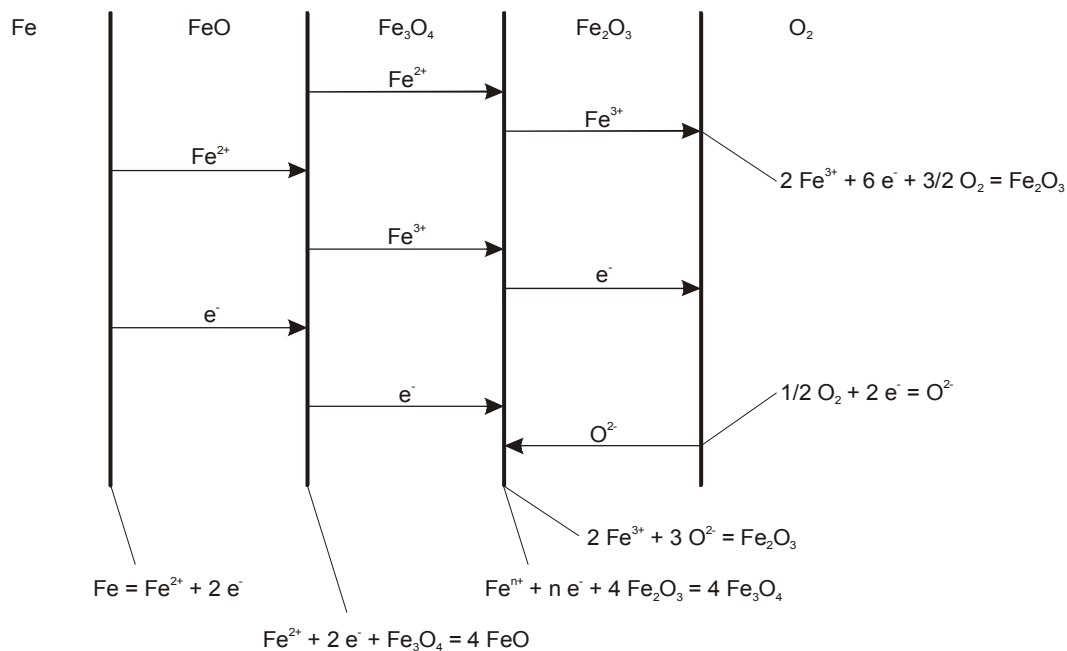 Fe FeO Fe₃O₄ Fe₂O₃ O₂
Fe²⁺
Fe³⁺
Fe²⁺
2 Fe³⁺ + 6 e⁻ + 3/2 O₂ = Fe₂O₃
Fe³⁺
e⁻
e⁻
e⁻
1/2 O₂ + 2 e⁻ = O²⁻
O²⁻
2 Fe³⁺ + 3 O²⁻ = Fe₂O₃
Fe = Fe²⁺ + 2 e⁻
Feⁿ⁺ + n e⁻ + 4 Fe₂O₃ = 4 Fe₃O₄
Fe²⁺ + 2 e⁻ + Fe₃O₄ = 4 FeO